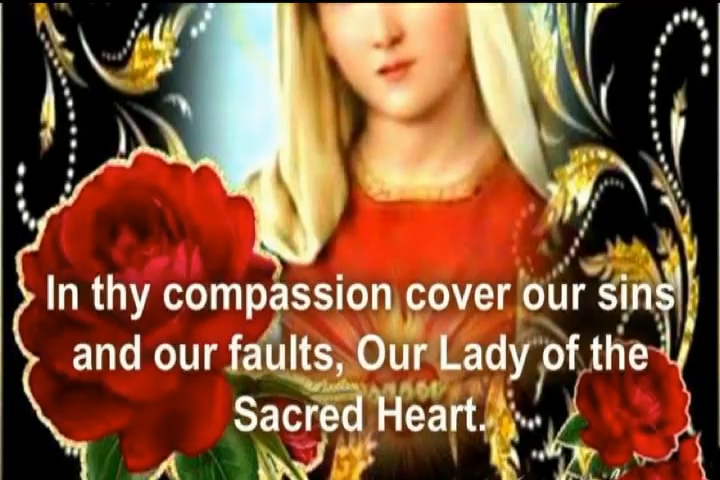 In thy compassion cover our sins
and our faults, Our Lady of the
Sacred Heart.